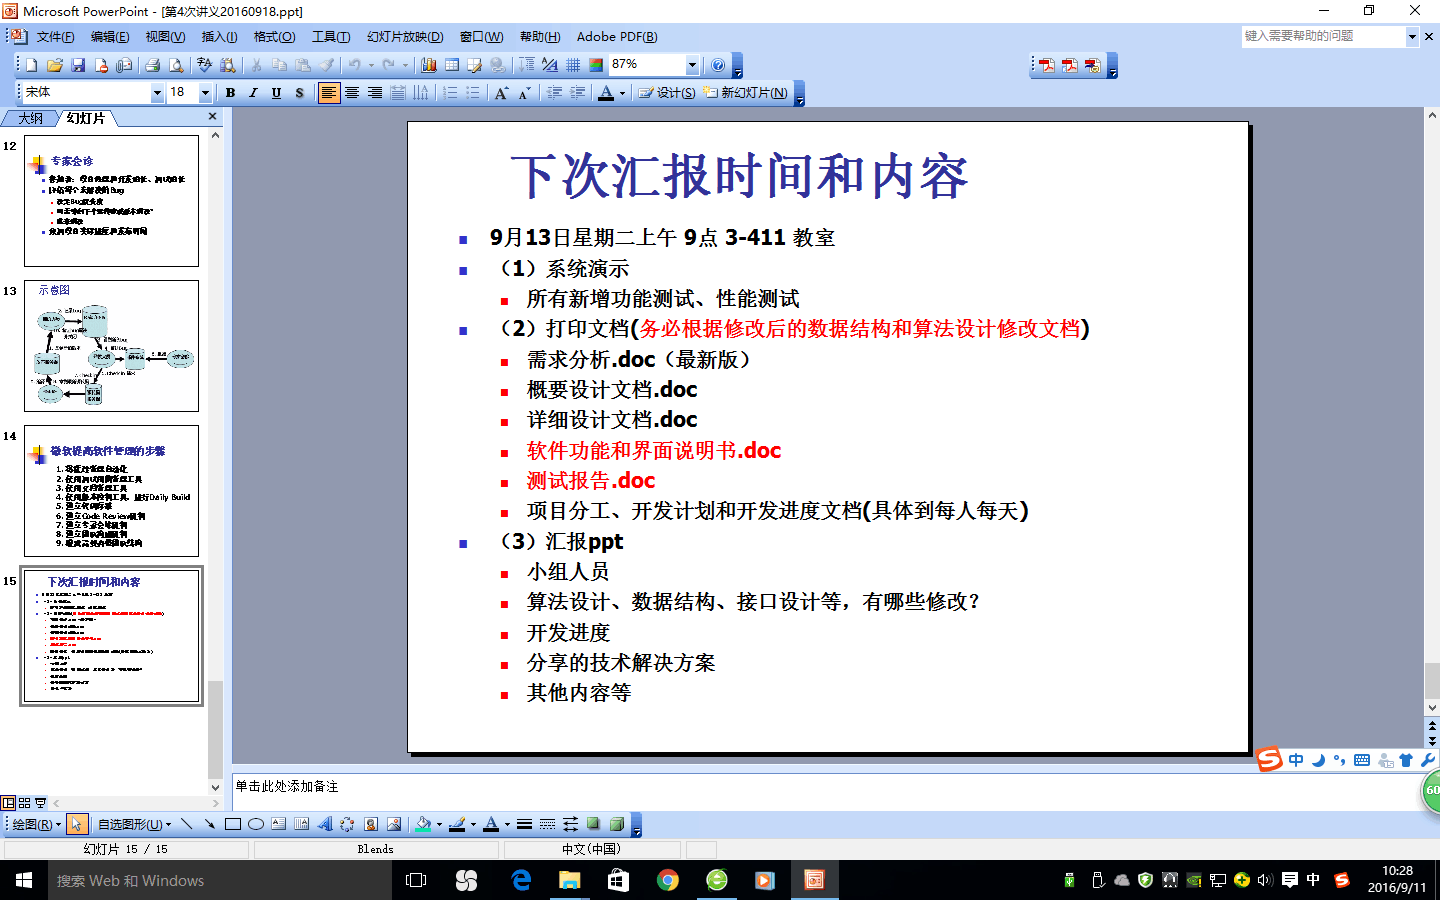 Microsoft PowerPoint - [第4次讲义20160918.ppt]
文件(F) 编辑(E) 视图(V) 插入(I) 格式(O) 工具(T) 幻灯片放映(D) 窗口(W) 帮助(H) Adobe PDF(B)
键入需要帮助的问题
87%
宋体 18 B I U S A A A 设计(S) 新幻灯片(N)
大纲 幻灯片
12
专家会诊
13
示意图
14
微软提高软件管理的步骤
15
下次汇报时间和内容
下次汇报时间和内容
9月13日星期二上午 9点 3-411 教室
（1）系统演示
所有新增功能测试、性能测试
（2）打印文档(务必根据修改后的数据结构和算法设计修改文档)
需求分析.doc（最新版）
概要设计文档.doc
详细设计文档.doc
软件功能和界面说明书.doc
测试报告.doc
项目分工、开发计划和开发进度文档(具体到每人每天)
（3）汇报ppt
小组人员
算法设计、数据结构、接口设计等，有哪些修改？
开发进度
分享的技术解决方案
其他内容等
中
60
单击此处添加备注
绘图(R) 自选图形(U)
幻灯片 15 / 15 Blends 中文(中国)
搜索 Web 和 Windows
中
10:28
2016/9/11